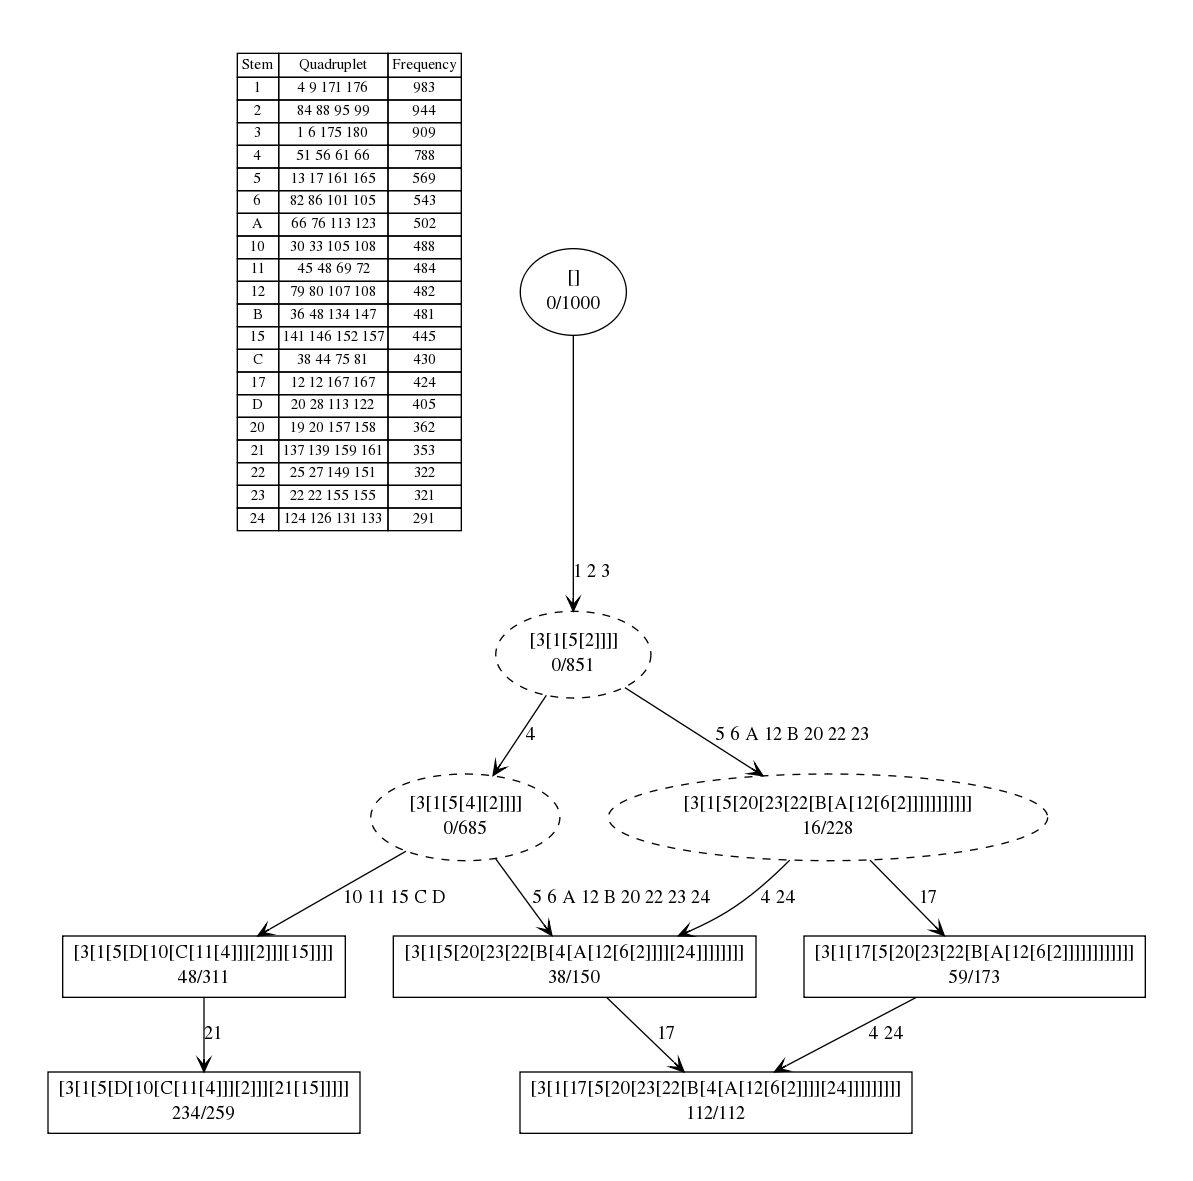 Stem Quadruplet Frequency
1 4 9 171 176 983
2 84 88 95 99 944
3 1 6 175 180 909
4 51 56 61 66 788
5 13 17 161 165 569
6 82 86 101 105 543
A 66 76 113 123 502
10 30 33 105 108 488
11 45 48 69 72 484
12 79 80 107 108 482
B 36 48 134 147 481
15 141 146 152 157 445
C 38 44 75 81 430
17 12 12 167 167 424
D 20 28 113 122 405
20 19 20 157 158 362
21 137 139 159 161 353
22 25 27 149 151 322
23 22 22 155 155 321
24 124 126 131 133 291
[]
0/1000
1 2 3
[3[1[5[2]]]]
0/851
4
5 6 A 12 B 20 22 23
[3[1[5[4][2]]]]
0/685
[3[1[5[20[23[22[B[A[12[6[2]]]]]]]]]]]
16/228
10 11 15 C D
5 6 A 12 B 20 22 23 24
4 24
17
[3[1[5[D[10[C[11[4]]]][2]]][15]]]]
48/311
[3[1[5[20[23[22[B[4[A[12[6[2]]]][24]]]]]]]]
38/150
[3[1[17[5[20[23[22[B[A[12[6[2]]]]]]]]]]]]
59/173
21
17
4 24
[3[1[5[D[10[C[11[4]]]][2]]][21[15]]]]]
234/259
[3[1[17[5[20[23[22[B[4[A[12[6[2]]]][24]]]]]]]]]
112/112